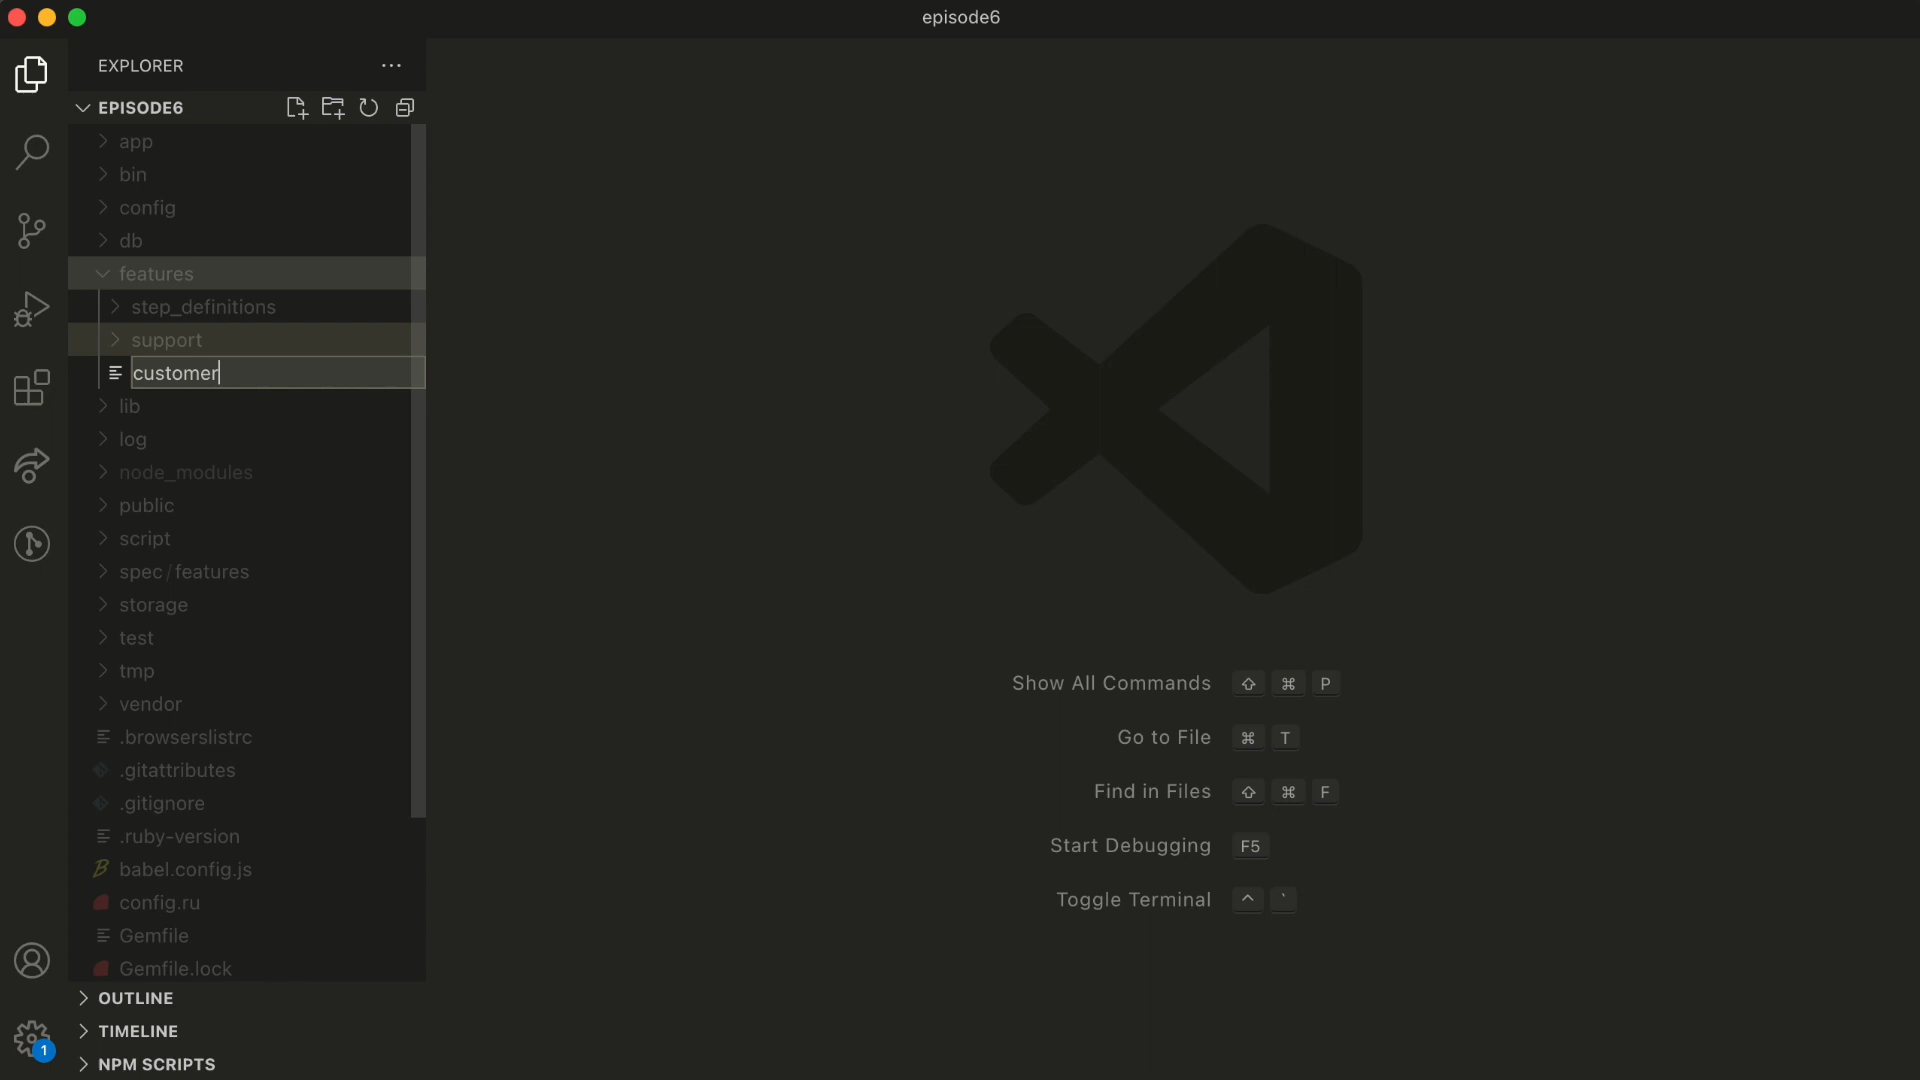 episode6
EXPLORER
EPISODE6
app
bin
config
db
features
step_definitions
support
customer
lib
log
node_modules
public
script
spec/features
storage
test
tmp
vendor
.browserslistrc
.gitattributes
.gitignore
.ruby-version
babel.config.js
config.ru
Gemfile
Gemfile.lock
OUTLINE
TIMELINE
NPM SCRIPTS
1
Show All Commands ⇧ ⌘ P
Go to File ⌘ T
Find in Files ⇧ ⌘ F
Start Debugging F5
Toggle Terminal ^ `